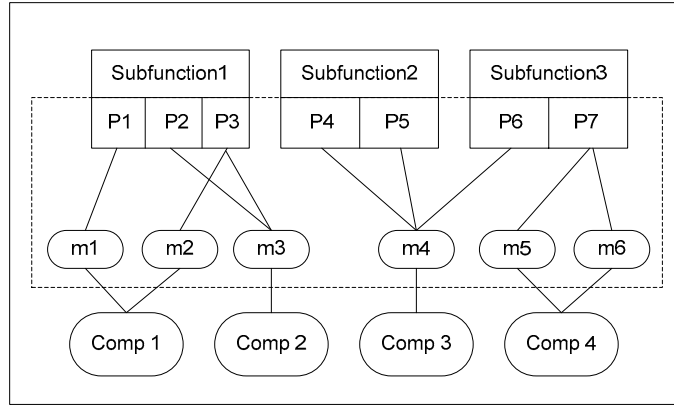 Subfunction1 Subfunction2 Subfunction3
P1 P2 P3 P4 P5 P6 P7
m1 m2 m3 m4 m5 m6
Comp 1 Comp 2 Comp 3 Comp 4